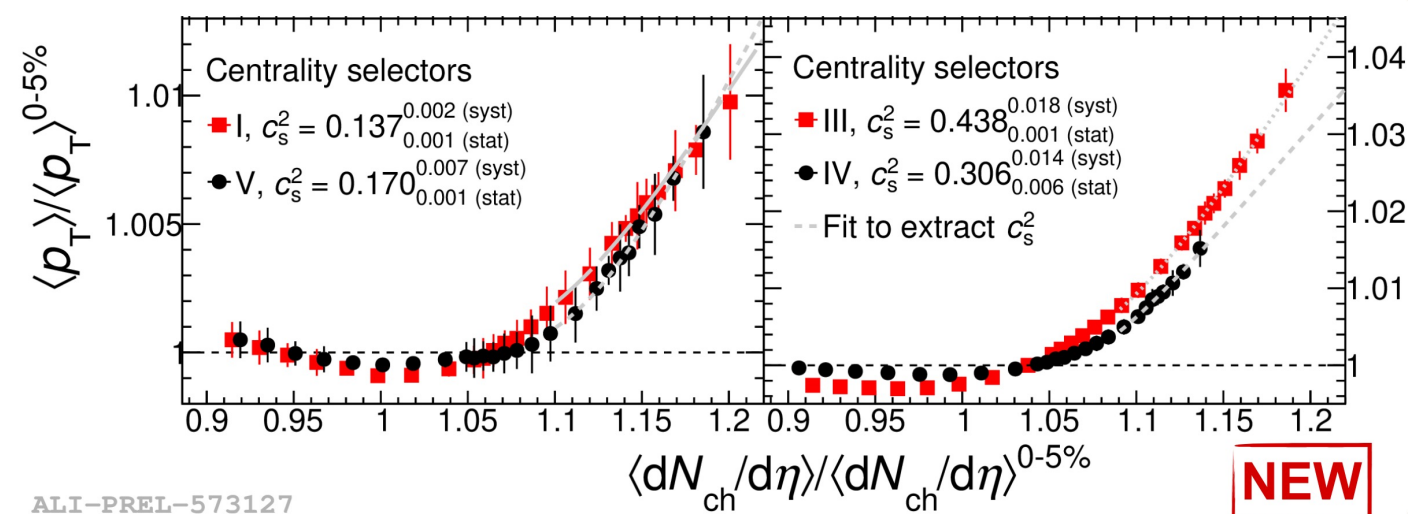 ⟨p_T⟩/⟨p_T⟩^0-5%
1.01
1.005
1
Centrality selectors
I, c_s^2 = 0.137 0.002 (syst) 0.001 (stat)
V, c_s^2 = 0.170 0.007 (syst) 0.001 (stat)
0.9 0.95 1 1.05 1.1 1.15 1.2
Centrality selectors
III, c_s^2 = 0.438 0.018 (syst) 0.001 (stat)
IV, c_s^2 = 0.306 0.014 (syst) 0.006 (stat)
Fit to extract c_s^2
1.04
1.03
1.02
1.01
1
0.9 0.95 1 1.05 1.1 1.15 1.2
⟨dN_ch/dη⟩/⟨dN_ch/dη⟩^0-5%
ALI-PREL-573127
NEW